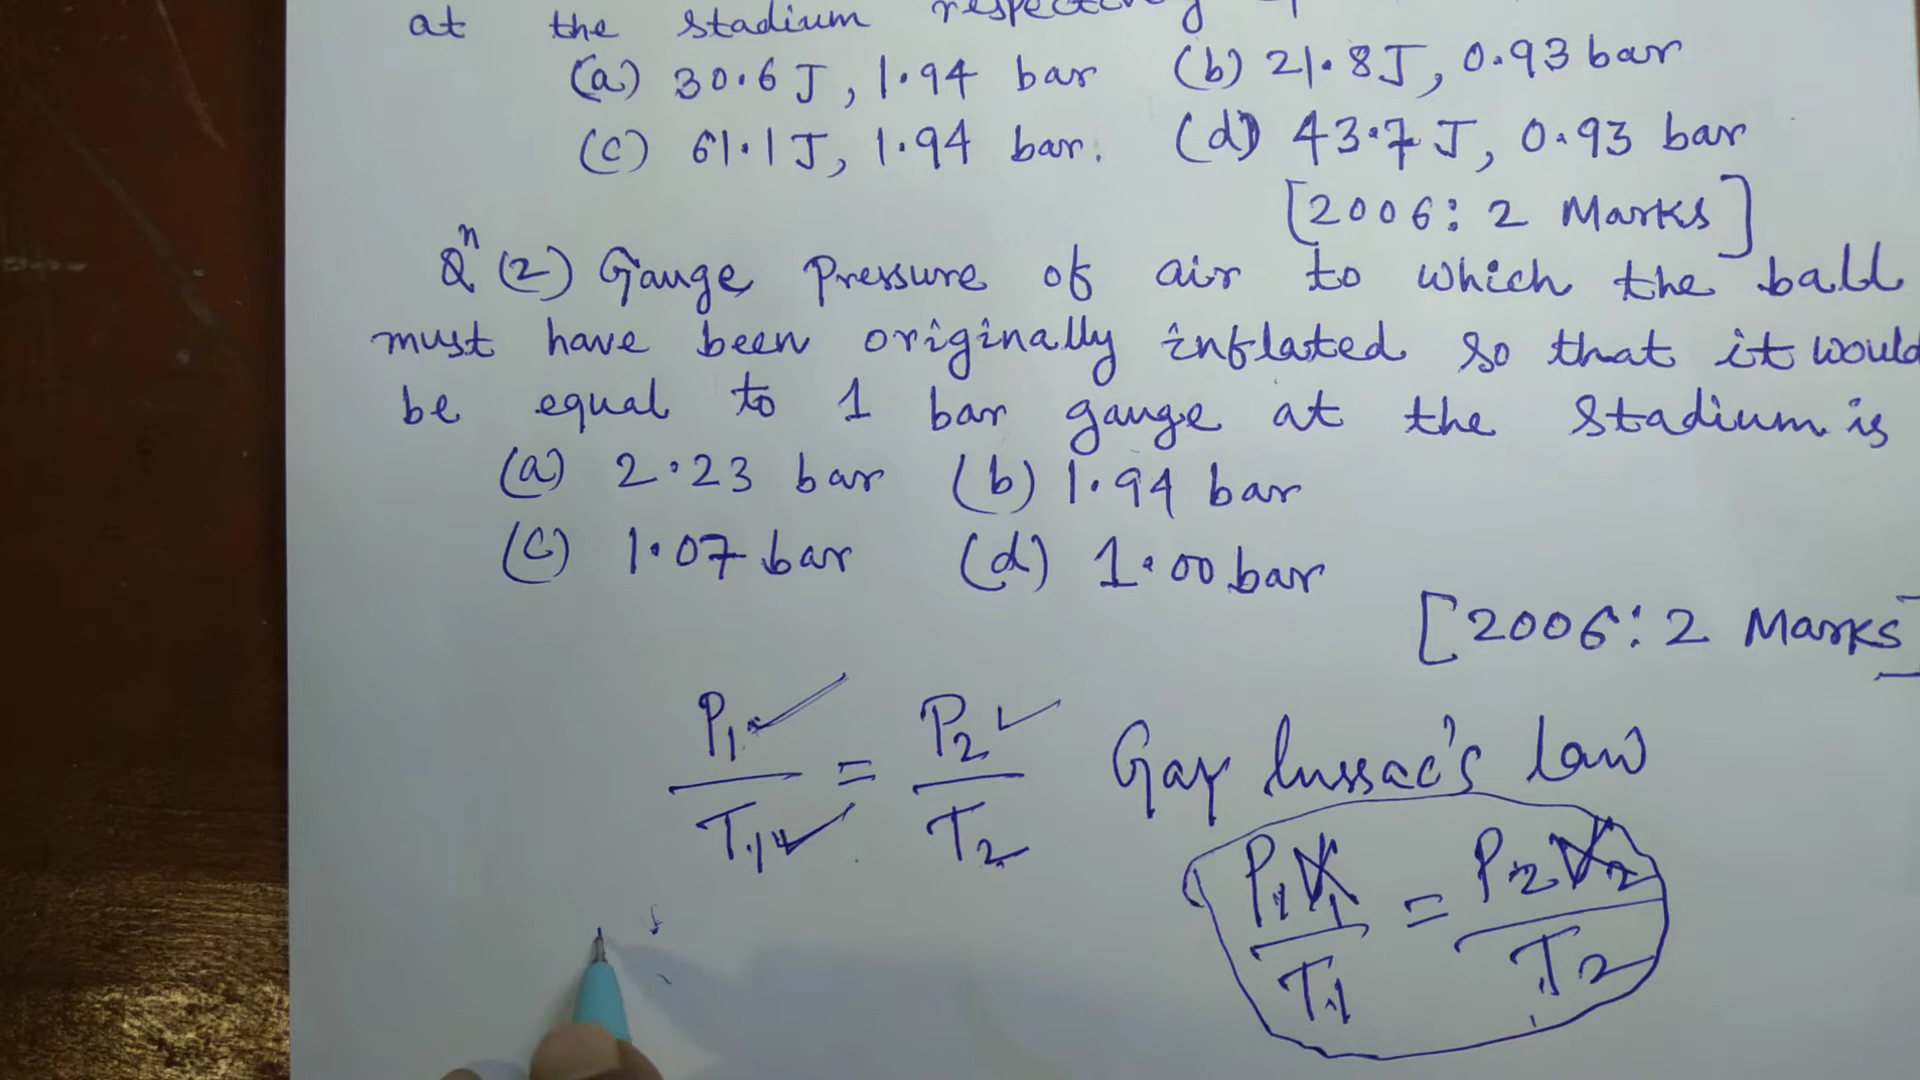 at the stadium respectively
(a) 30.6 J, 1.94 bar (b) 21.8 J, 0.93 bar
(c) 61.1 J, 1.94 bar. (d) 43.7 J, 0.93 bar
[2006: 2 Marks]
Qⁿ (2) Gauge pressure of air to which the ball
must have been originally inflated so that it would
be equal to 1 bar gauge at the stadium is
(a) 2.23 bar (b) 1.94 bar
(c) 1.07 bar (d) 1.00 bar
[2006: 2 Marks]
P₁/T₁ = P₂/T₂ Gay lussac's law
P₁V₁/T₁ = P₂V₂/T₂